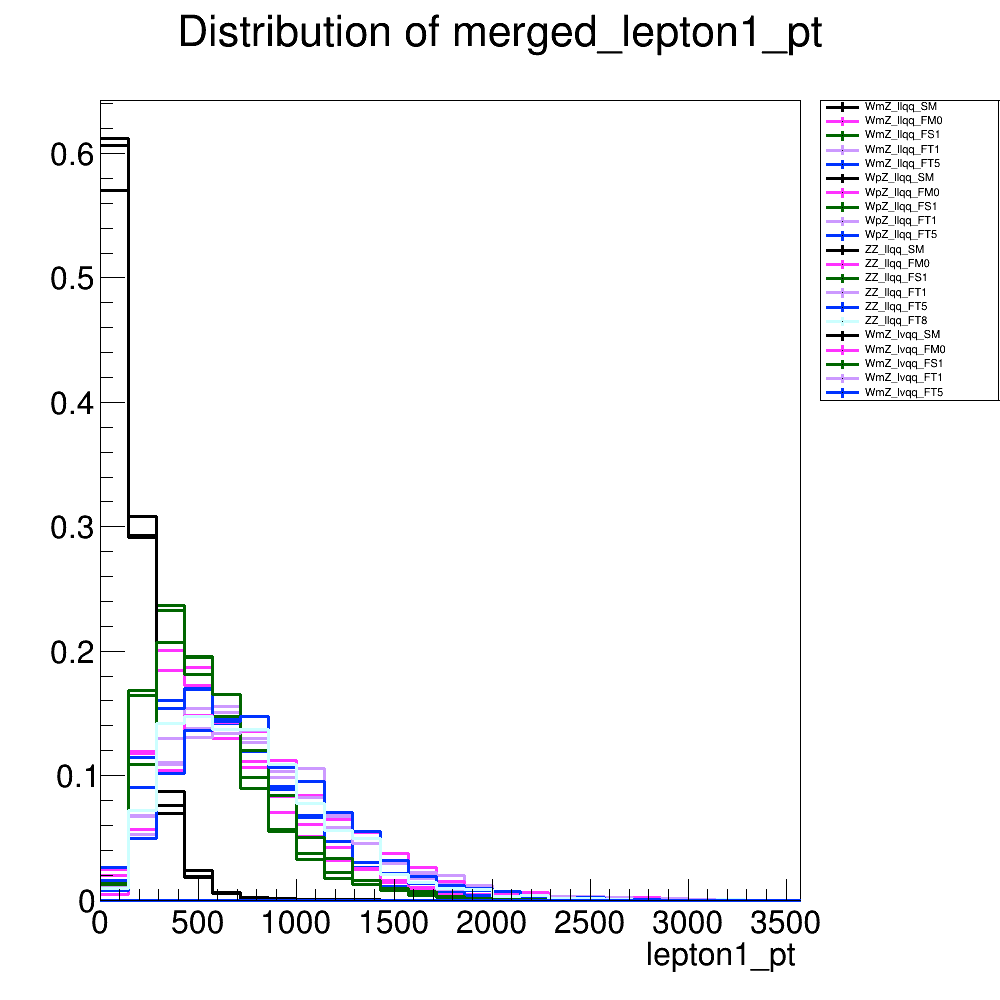 Distribution of merged_lepton1_pt
WmZ_llqq_SM
WmZ_llqq_FM0
WmZ_llqq_FS1
WmZ_llqq_FT1
WmZ_llqq_FT5
WpZ_llqq_SM
WpZ_llqq_FM0
WpZ_llqq_FS1
WpZ_llqq_FT1
WpZ_llqq_FT5
ZZ_llqq_SM
ZZ_llqq_FM0
ZZ_llqq_FS1
ZZ_llqq_FT1
ZZ_llqq_FT5
ZZ_llqq_FT8
WmZ_lvqq_SM
WmZ_lvqq_FM0
WmZ_lvqq_FS1
WmZ_lvqq_FT1
WmZ_lvqq_FT5
0.6
0.5
0.4
0.3
0.2
0.1
0
0 500 1000 1500 2000 2500 3000 3500
lepton1_pt